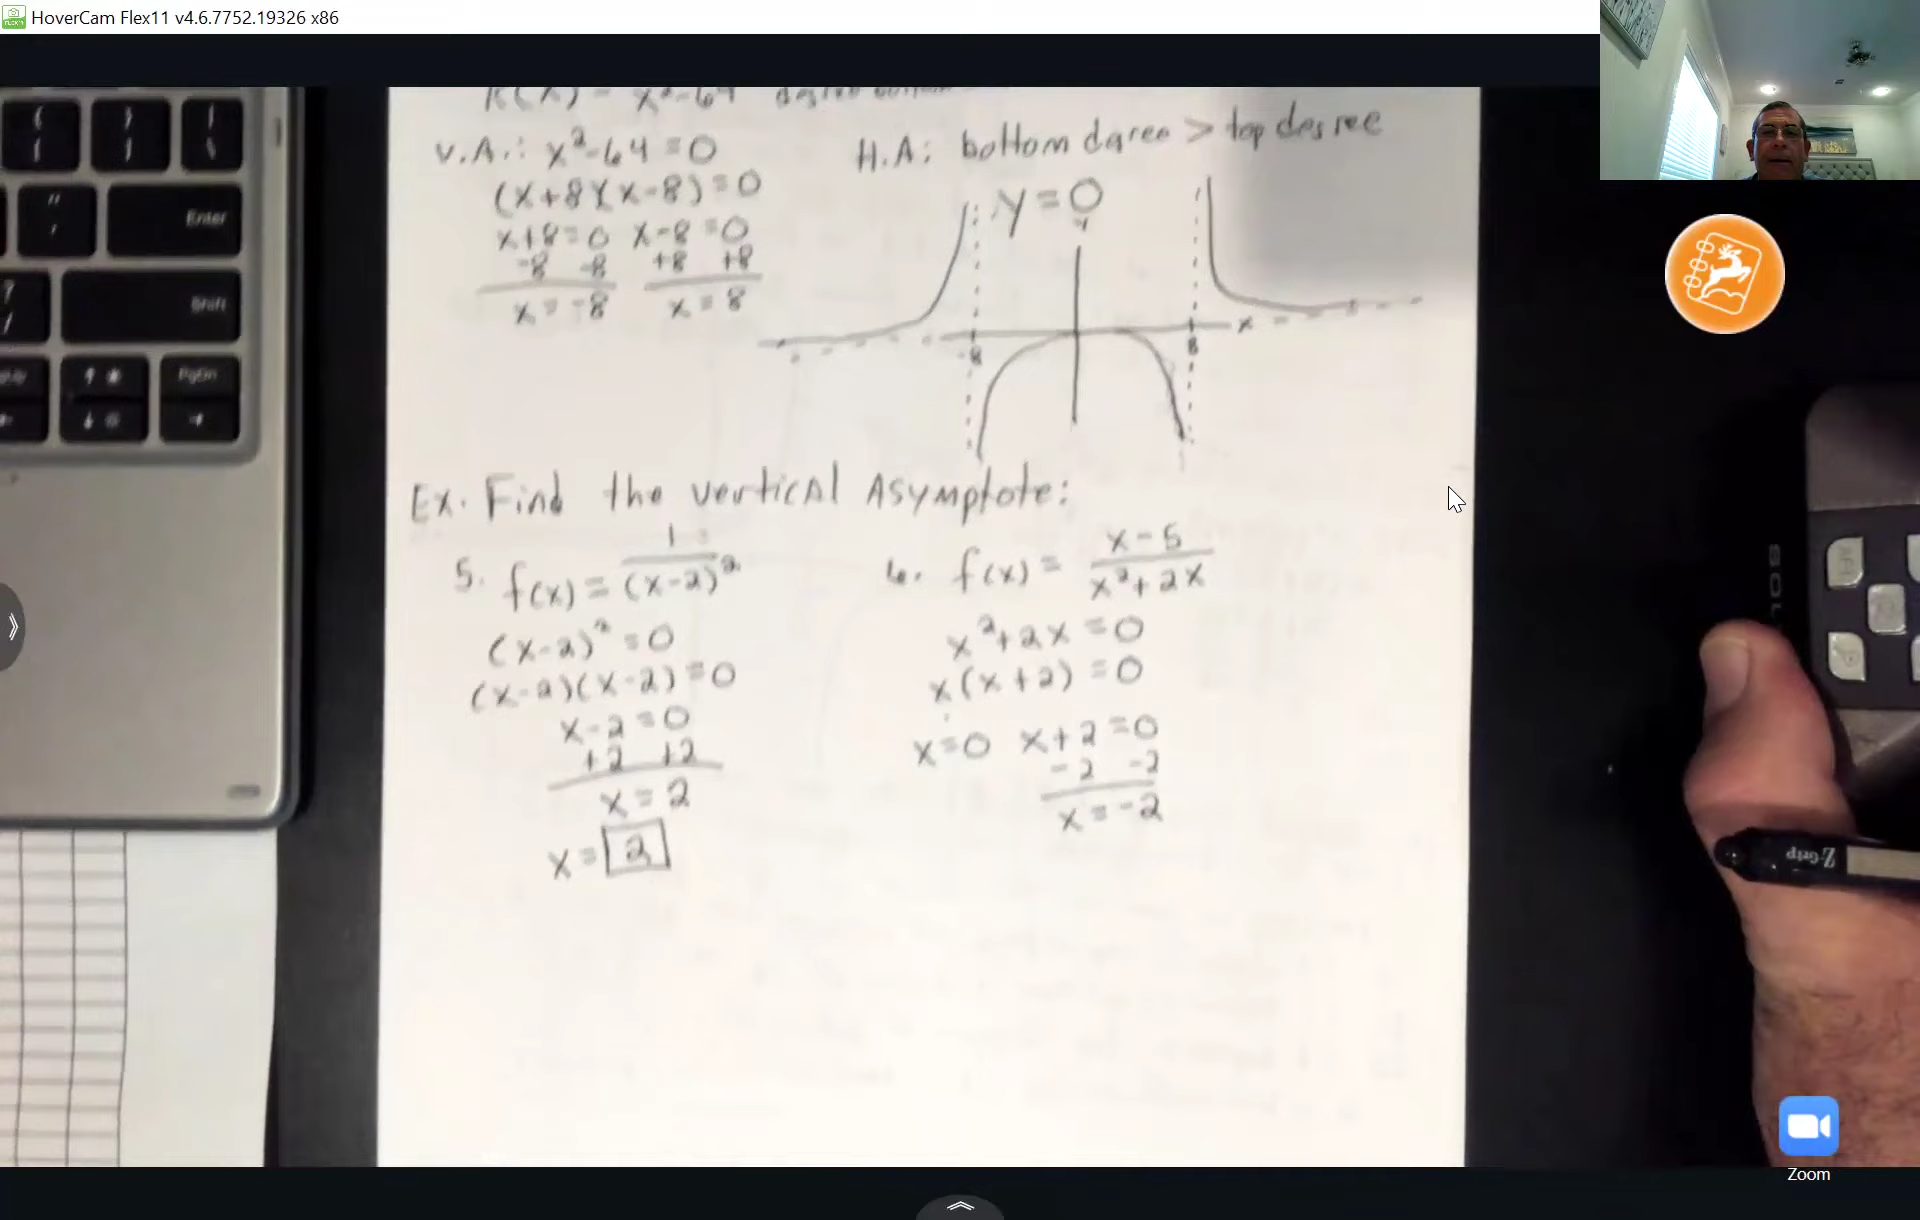 HoverCam Flex11 v4.6.7752.19326 x86
V.A.: x²-64=0
(x+8)(x-8)=0
x+8=0 x-8=0
-8 -8 +8 +8
x=-8 x=8
H.A: bottom dgree > top desree
y=0
y
x
-8
8
Ex. Find the vertical Asymptote:
5. f(x) = 1/(x-2)²
(x-2)²=0
(x-2)(x-2)=0
x-2=0
+2 +2
x=2
x=2
6. f(x) = x-5/x²+2x
x²+2x=0
x(x+2)=0
x=0 x+2=0
-2 -2
x=-2
Enter
Shift
PgDn
Z-Grip
Zoom